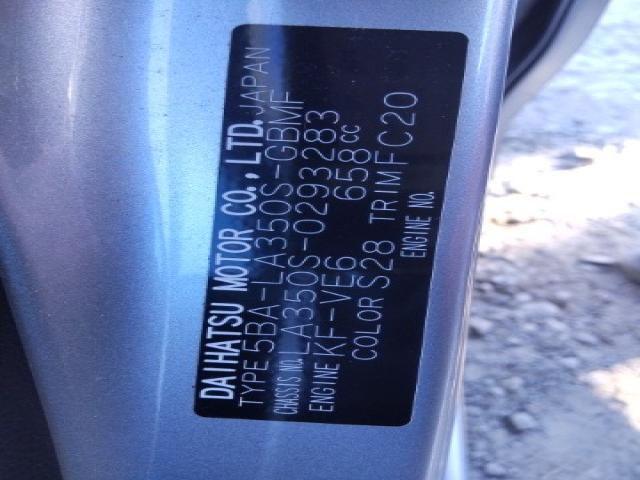 DAIHATSU MOTOR CO., LTD. JAPAN
TYPE 5BA-LA350S-GBMF
CHASSIS NO. LA350S-0293283
ENGINE KF-VE6 658cc
COLOR S28 TRIM FC20
ENGINE NO.